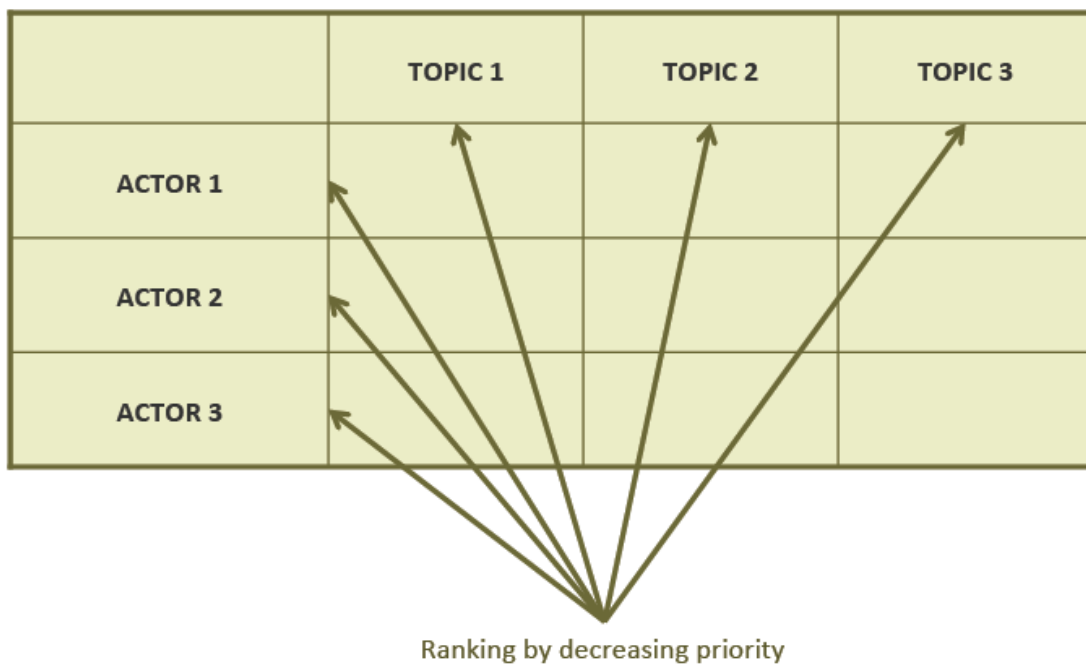 TOPIC 1 TOPIC 2 TOPIC 3
ACTOR 1
ACTOR 2
ACTOR 3
Ranking by decreasing priority